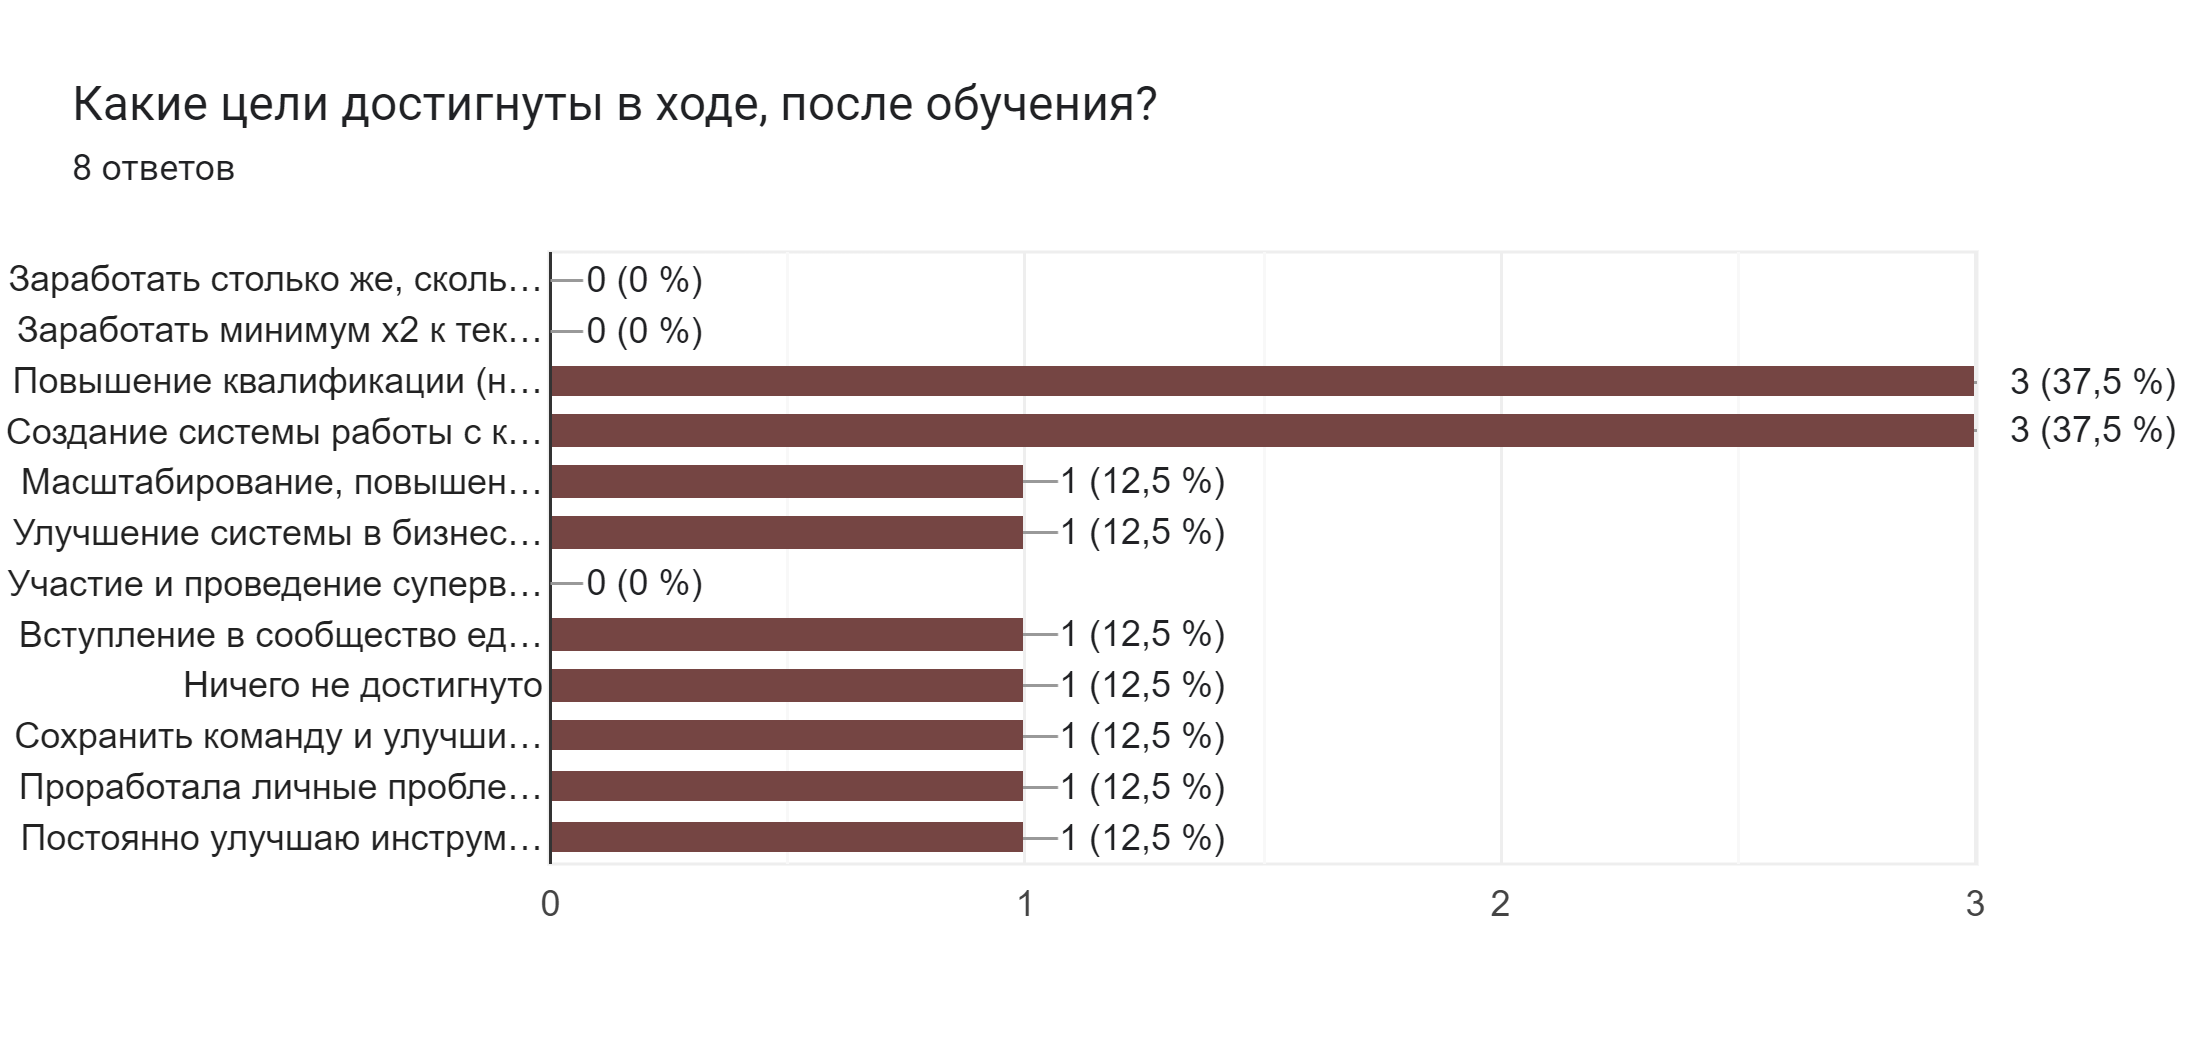 Какие цели достигнуты в ходе, после обучения?
8 ответов
Заработать столько же, сколь… 0 (0 %)
Заработать минимум х2 к тек… 0 (0 %)
Повышение квалификации (н… 3 (37,5 %)
Создание системы работы с к… 3 (37,5 %)
Масштабирование, повышен… 1 (12,5 %)
Улучшение системы в бизнес… 1 (12,5 %)
Участие и проведение суперв… 0 (0 %)
Вступление в сообщество ед… 1 (12,5 %)
Ничего не достигнуто 1 (12,5 %)
Сохранить команду и улучши… 1 (12,5 %)
Проработала личные пробле… 1 (12,5 %)
Постоянно улучшаю инструм… 1 (12,5 %)
0 1 2 3